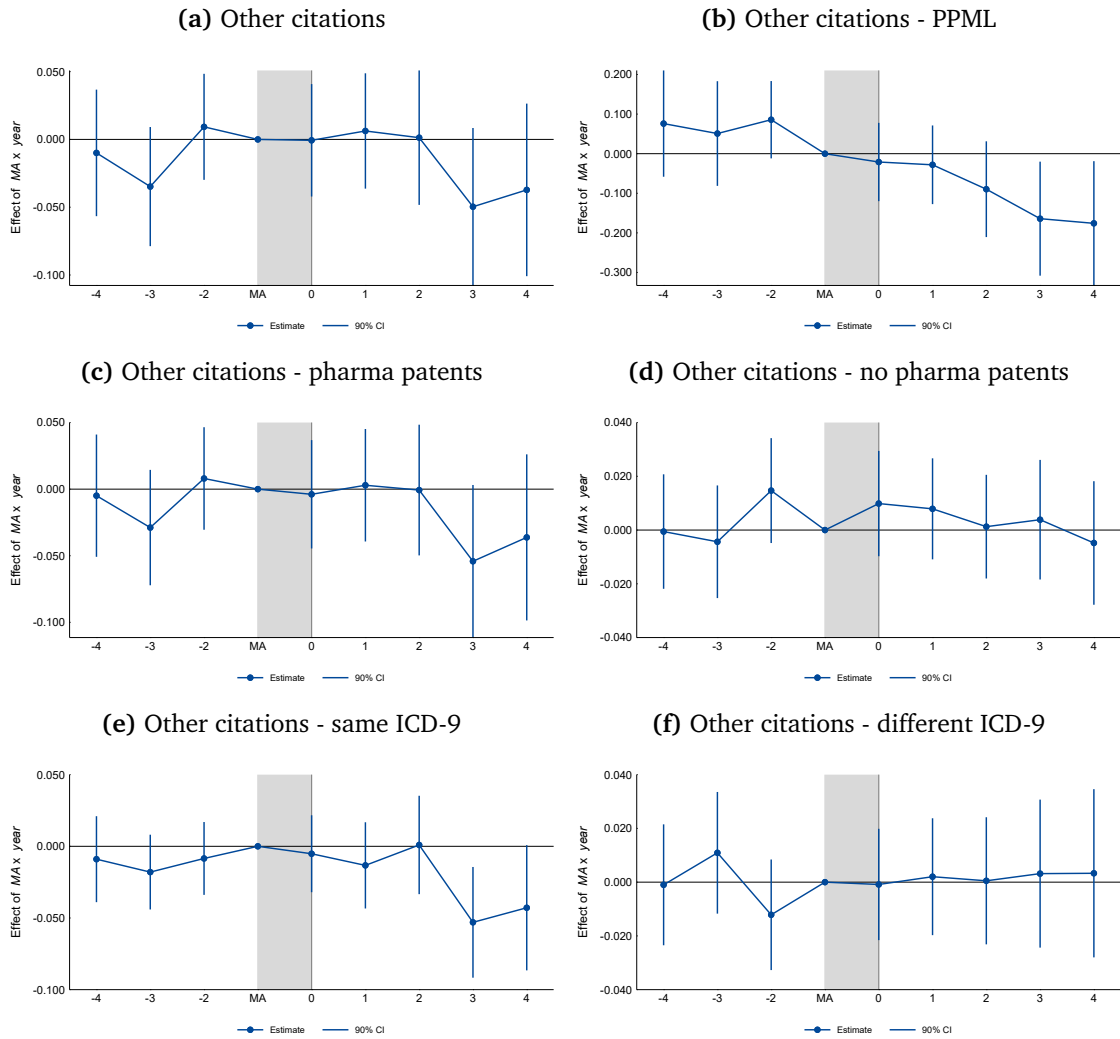 (a) Other citations
0.050
0.000
-0.050
-0.100
Effect of MA x year
-4 -3 -2 MA 0 1 2 3 4
Estimate 90% CI
(b) Other citations - PPML
0.200
0.100
0.000
-0.100
-0.200
-0.300
Effect of MA x year
-4 -3 -2 MA 0 1 2 3 4
Estimate 90% CI
(c) Other citations - pharma patents
0.050
0.000
-0.050
-0.100
Effect of MA x year
-4 -3 -2 MA 0 1 2 3 4
Estimate 90% CI
(d) Other citations - no pharma patents
0.040
0.020
0.000
-0.020
-0.040
Effect of MA x year
-4 -3 -2 MA 0 1 2 3 4
Estimate 90% CI
(e) Other citations - same ICD-9
0.050
0.000
-0.050
-0.100
Effect of MA x year
-4 -3 -2 MA 0 1 2 3 4
Estimate 90% CI
(f) Other citations - different ICD-9
0.040
0.020
0.000
-0.020
-0.040
Effect of MA x year
-4 -3 -2 MA 0 1 2 3 4
Estimate 90% CI